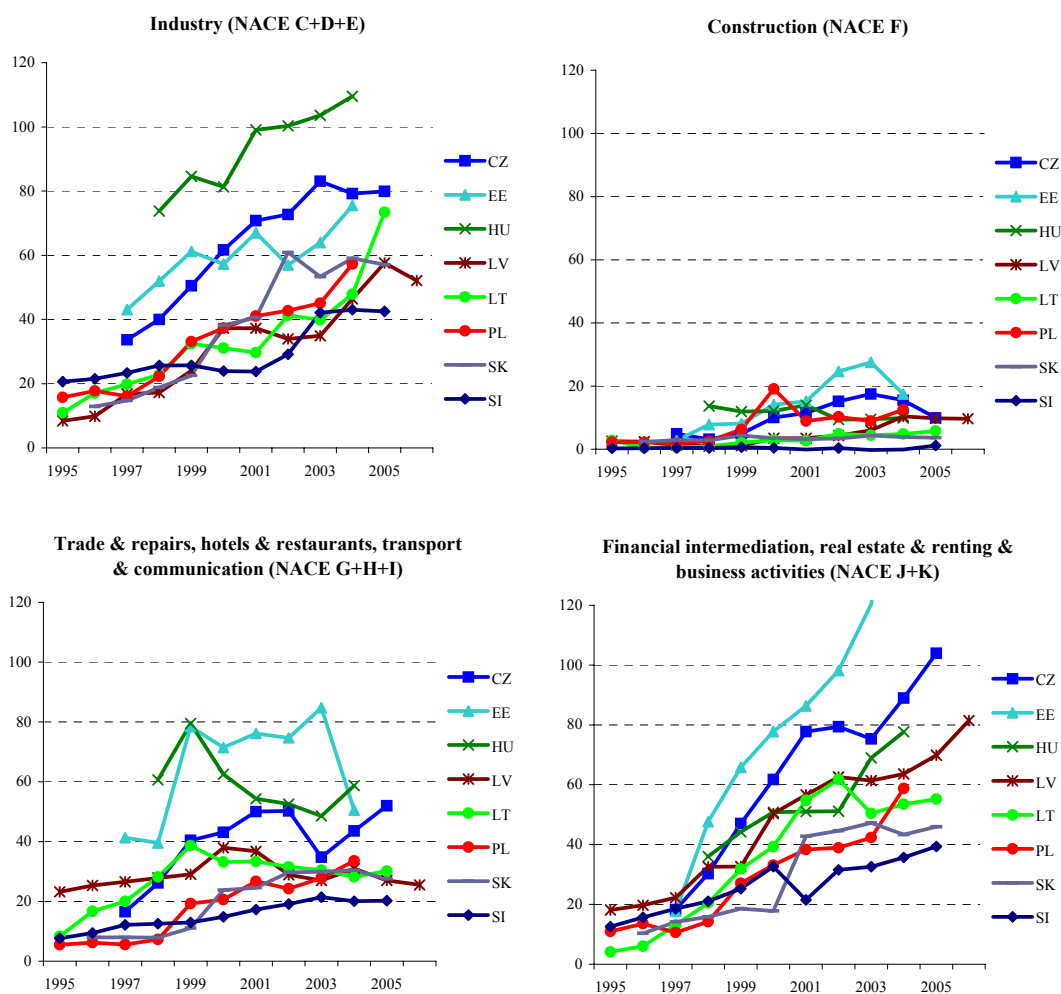 Industry (NACE C+D+E)
120
100
80
60
40
20
0
1995 1997 1999 2001 2003 2005
CZ
EE
HU
LV
LT
PL
SK
SI
Construction (NACE F)
120
100
80
60
40
20
0
1995 1997 1999 2001 2003 2005
CZ
EE
HU
LV
LT
PL
SK
SI
Trade & repairs, hotels & restaurants, transport
& communication (NACE G+H+I)
120
100
80
60
40
20
0
1995 1997 1999 2001 2003 2005
CZ
EE
HU
LV
LT
PL
SK
SI
Financial intermediation, real estate & renting &
business activities (NACE J+K)
120
100
80
60
40
20
0
1995 1997 1999 2001 2003 2005
CZ
EE
HU
LV
LT
PL
SK
SI